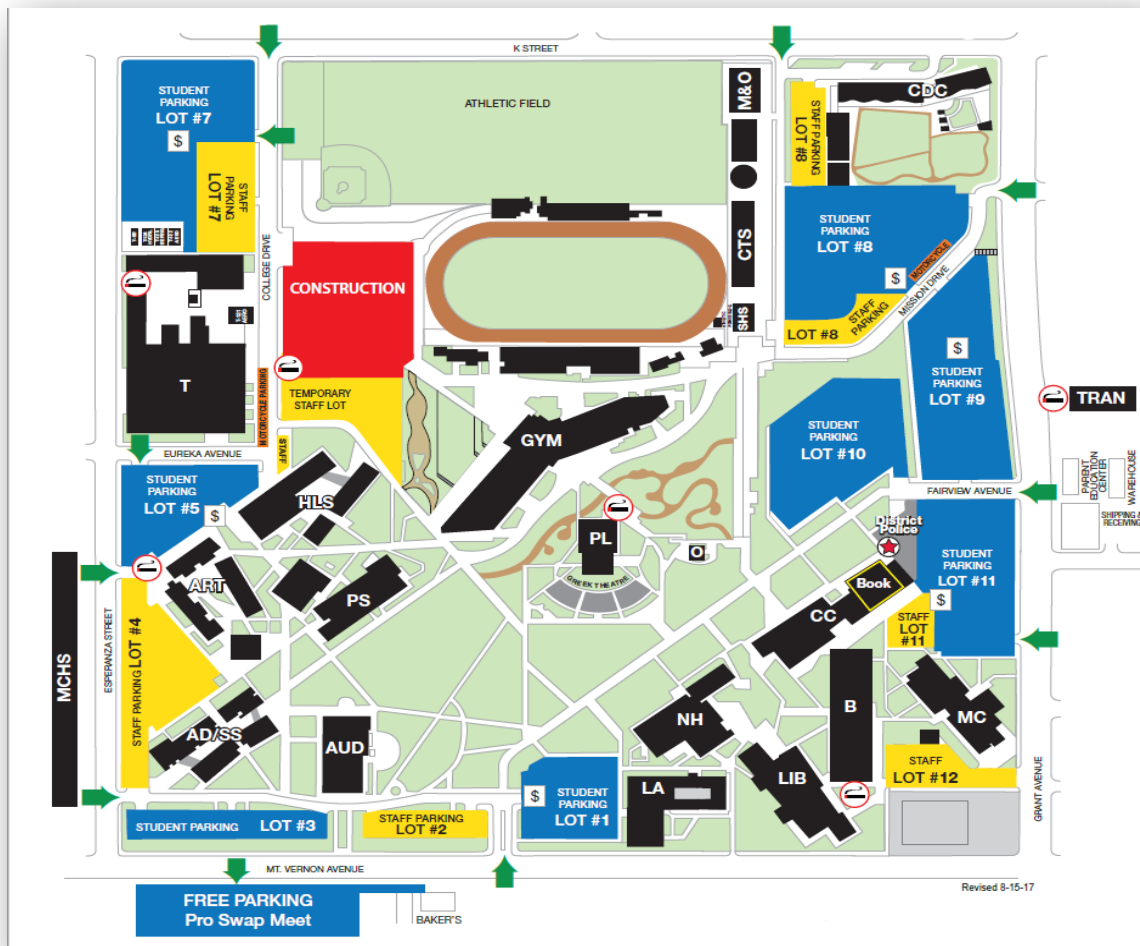 K STREET
STUDENT
PARKING
LOT #7
$
STAFF
PARKING
LOT #7
COLLEGE DRIVE
ATHLETIC FIELD
M&O
STAFF PARKING
LOT #8
CDC
STUDENT
PARKING
LOT #8
$
MOTORCYCLE
MISSION DRIVE
STAFF
PARKING
LOT #8
CTS
SHS
CONSTRUCTION
T
MOTORCYCLE PARKING
TEMPORARY
STAFF LOT
STAFF
EUREKA AVENUE
$
STUDENT
PARKING
LOT #9
TRAN
STUDENT
PARKING
LOT #10
GYM
HLS
STUDENT
PARKING
LOT #5
$
FAIRVIEW AVENUE
PARENT
EDUCATION
CENTER
WAREHOUSE
SHIPPING &
RECEIVING
District
Police
PL
GREEK THEATRE
O
STUDENT
PARKING
LOT #11
$
Book
CC
STAFF
LOT
#11
ART
PS
MCHS
ESPERANZA STREET
STAFF PARKING LOT #4
AD/SS
AUD
NH
B
MC
LIB
LA
STAFF
LOT #12
GRANT AVENUE
$
STUDENT
PARKING
LOT #1
STUDENT PARKING LOT #3
STAFF PARKING
LOT #2
MT. VERNON AVENUE
Revised 8-15-17
FREE PARKING
Pro Swap Meet
BAKER'S